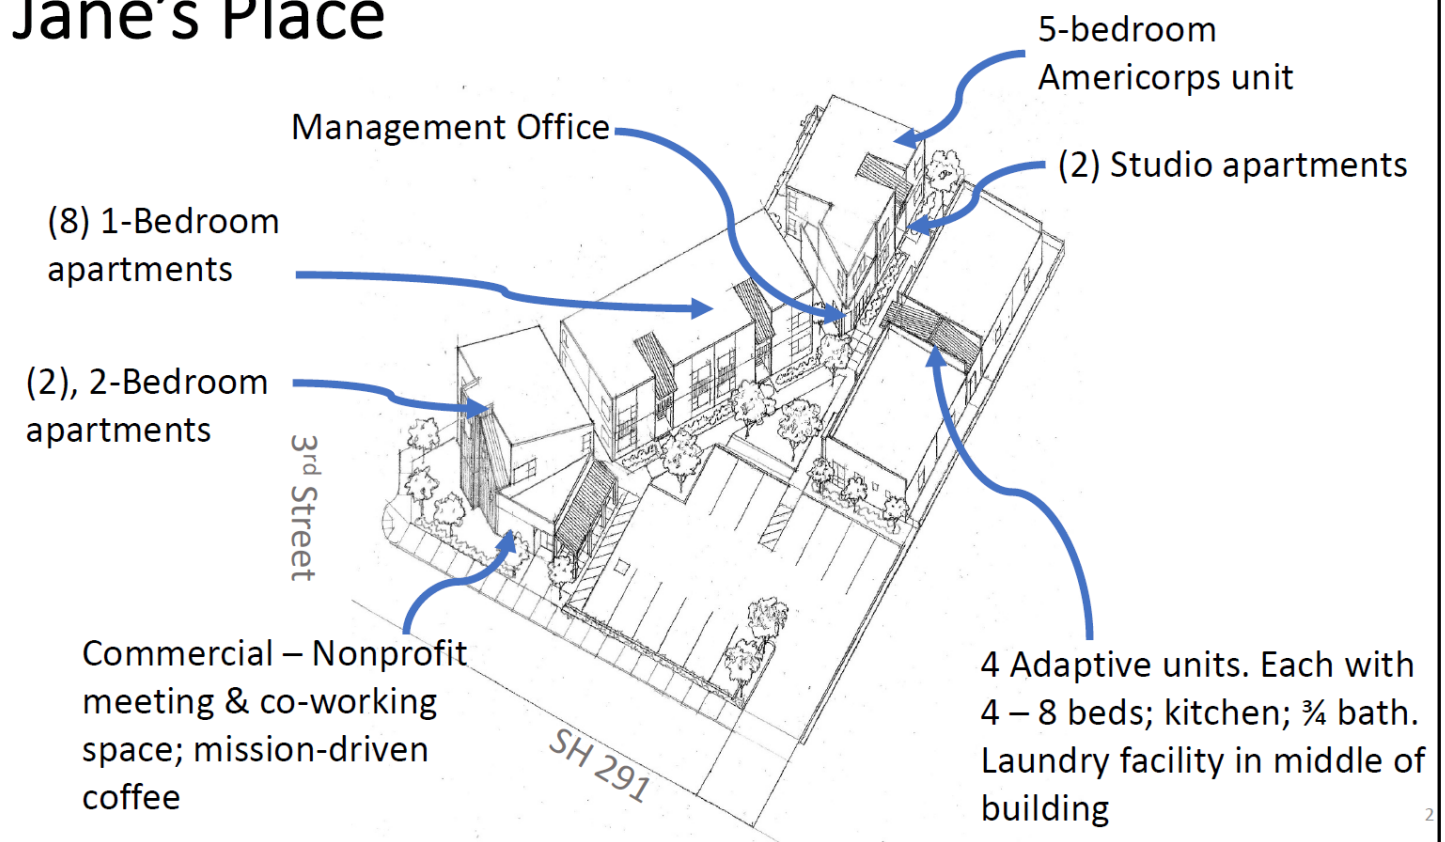 Jane's Place
5-bedroom
Americorps unit
Management Office
(2) Studio apartments
(8) 1-Bedroom
apartments
(2), 2-Bedroom
apartments
3rd Street
Commercial – Nonprofit
meeting & co-working
space; mission-driven
coffee
SH 291
4 Adaptive units. Each with
4 – 8 beds; kitchen; ¾ bath.
Laundry facility in middle of
building
2